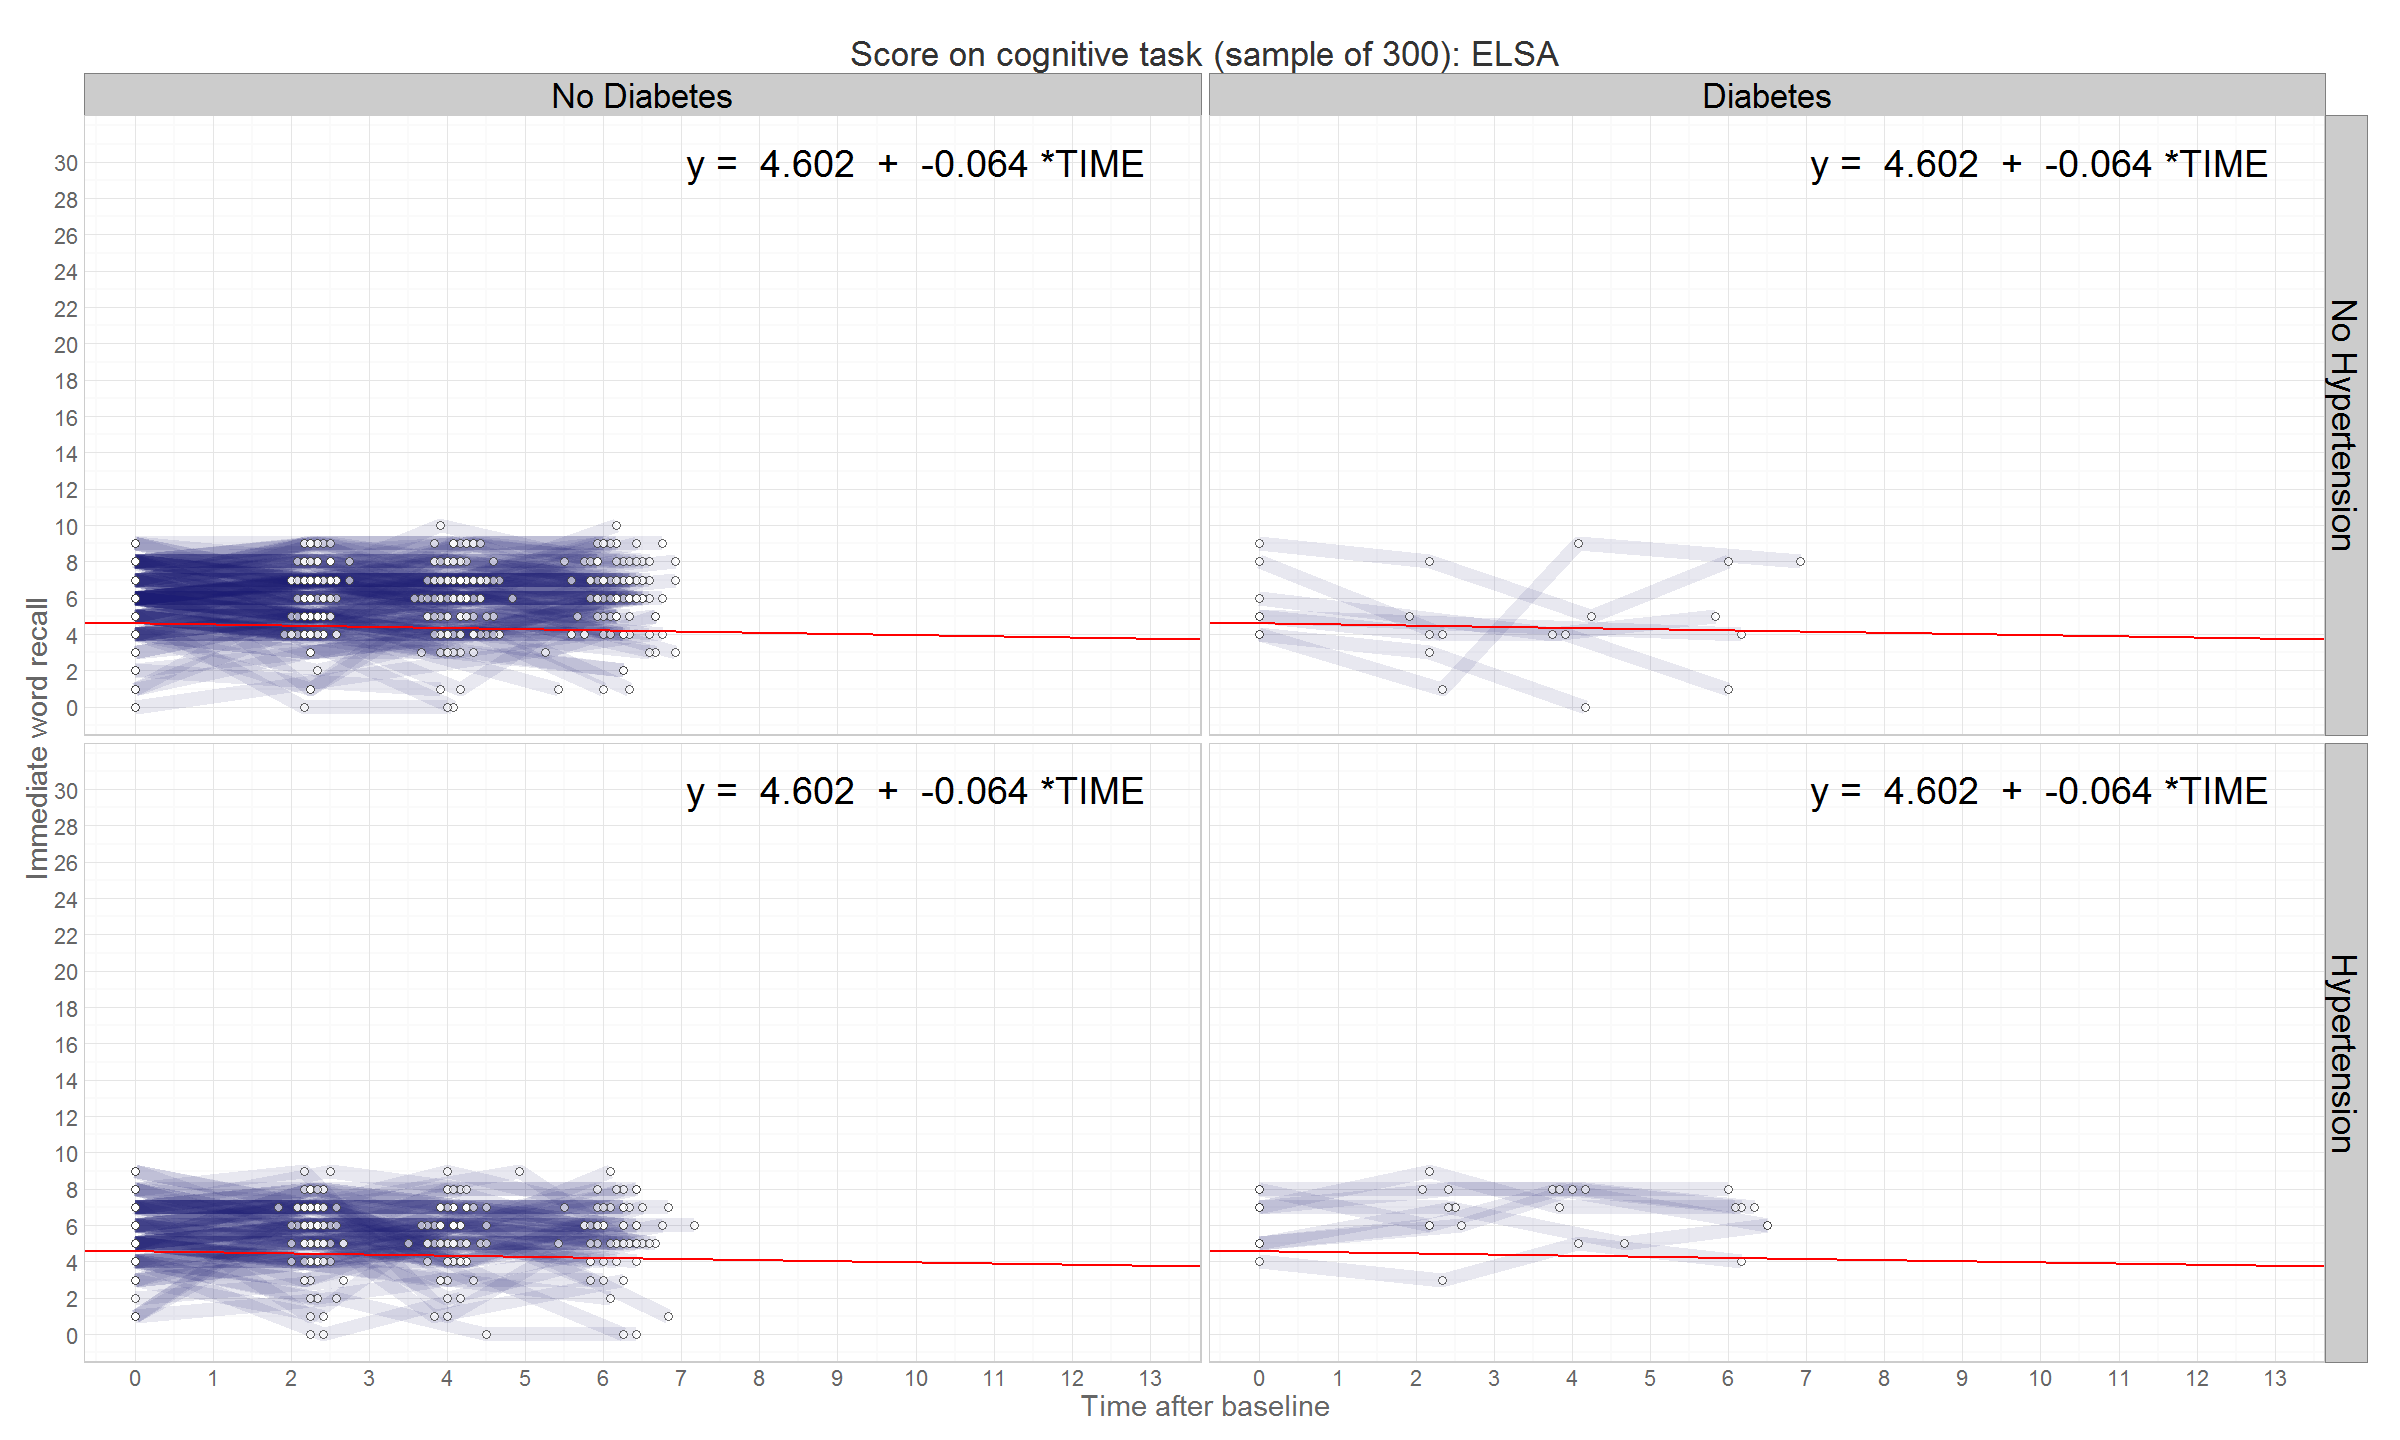 Score on cognitive task (sample of 300): ELSA
No Diabetes
Diabetes
y = 4.602 + -0.064 *TIME
y = 4.602 + -0.064 *TIME
30
28
26
24
22
20
18
16
14
12
10
8
6
4
2
0
No Hypertension
Immediate word recall
y = 4.602 + -0.064 *TIME
y = 4.602 + -0.064 *TIME
30
28
26
24
22
20
18
16
14
12
10
8
6
4
2
0
Hypertension
0 1 2 3 4 5 6 7 8 9 10 11 12 13
0 1 2 3 4 5 6 7 8 9 10 11 12 13
Time after baseline